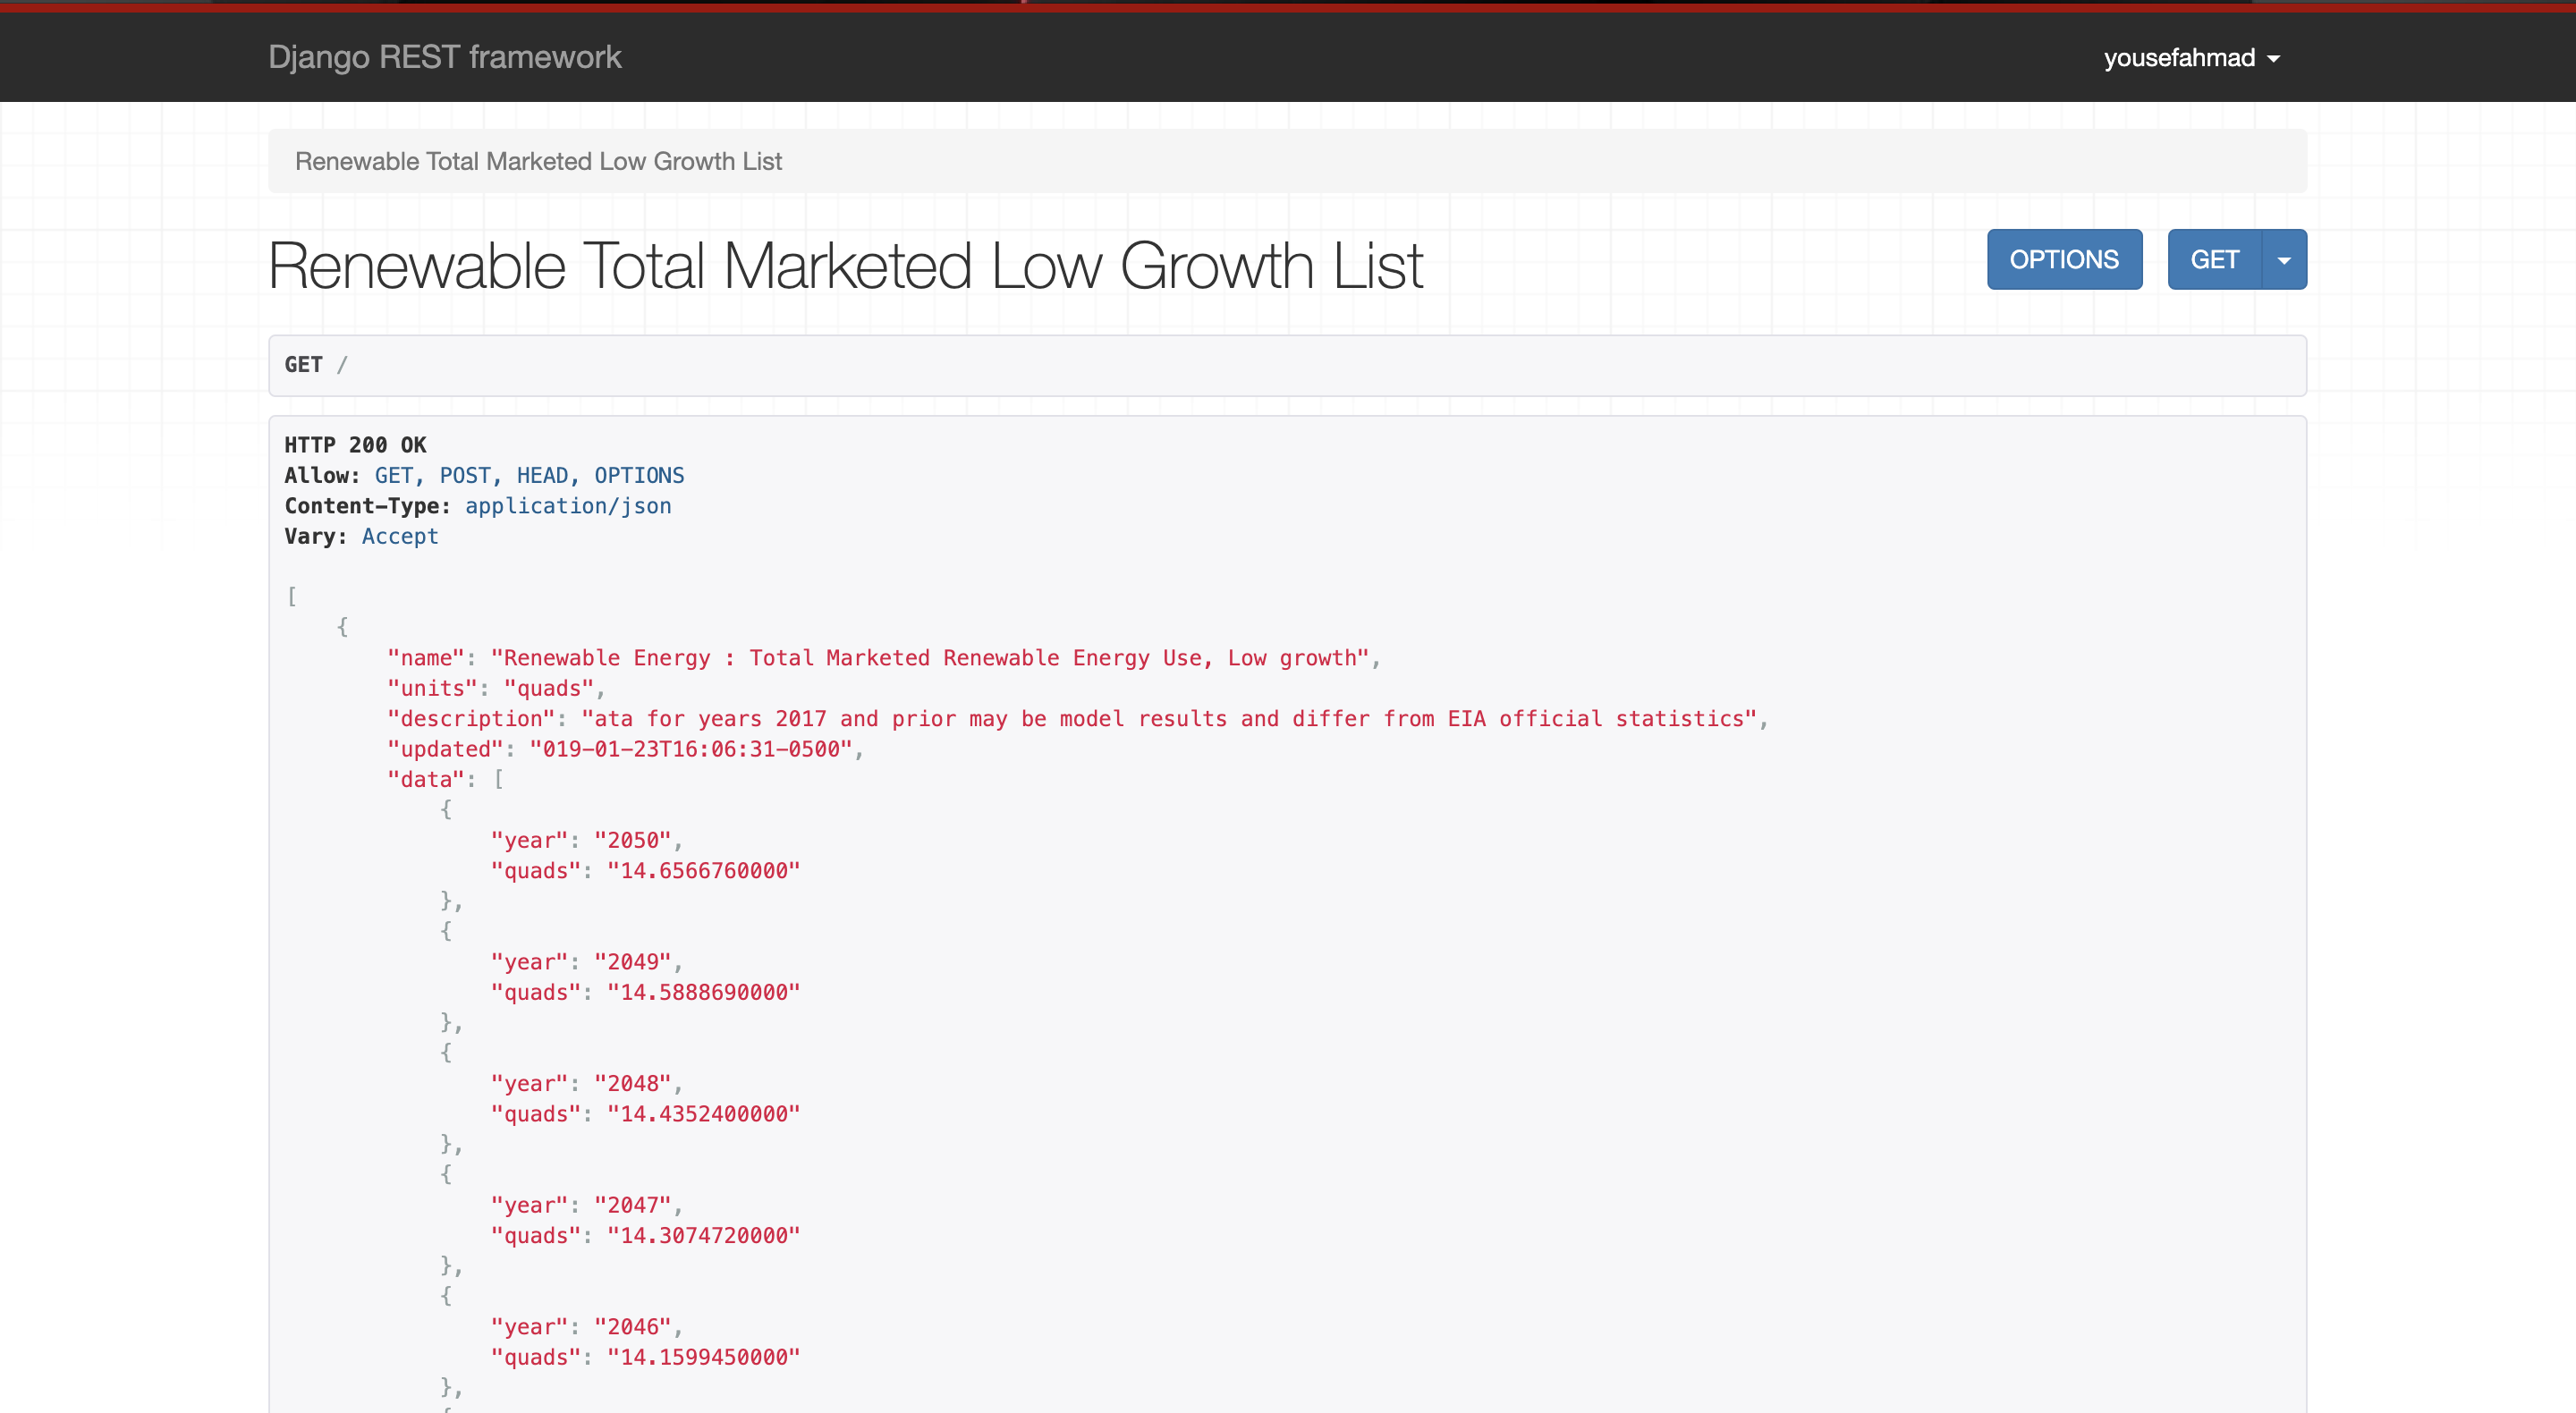 Django REST framework
yousefahmad
Renewable Total Marketed Low Growth List
Renewable Total Marketed Low Growth List
OPTIONS
GET
GET /
HTTP 200 OK
Allow: GET, POST, HEAD, OPTIONS
Content-Type: application/json
Vary: Accept
[
{
"name": "Renewable Energy : Total Marketed Renewable Energy Use, Low growth",
"units": "quads",
"description": "ata for years 2017 and prior may be model results and differ from EIA official statistics",
"updated": "019-01-23T16:06:31-0500",
"data": [
{
"year": "2050",
"quads": "14.6566760000"
},
{
"year": "2049",
"quads": "14.5888690000"
},
{
"year": "2048",
"quads": "14.4352400000"
},
{
"year": "2047",
"quads": "14.3074720000"
},
{
"year": "2046",
"quads": "14.1599450000"
},